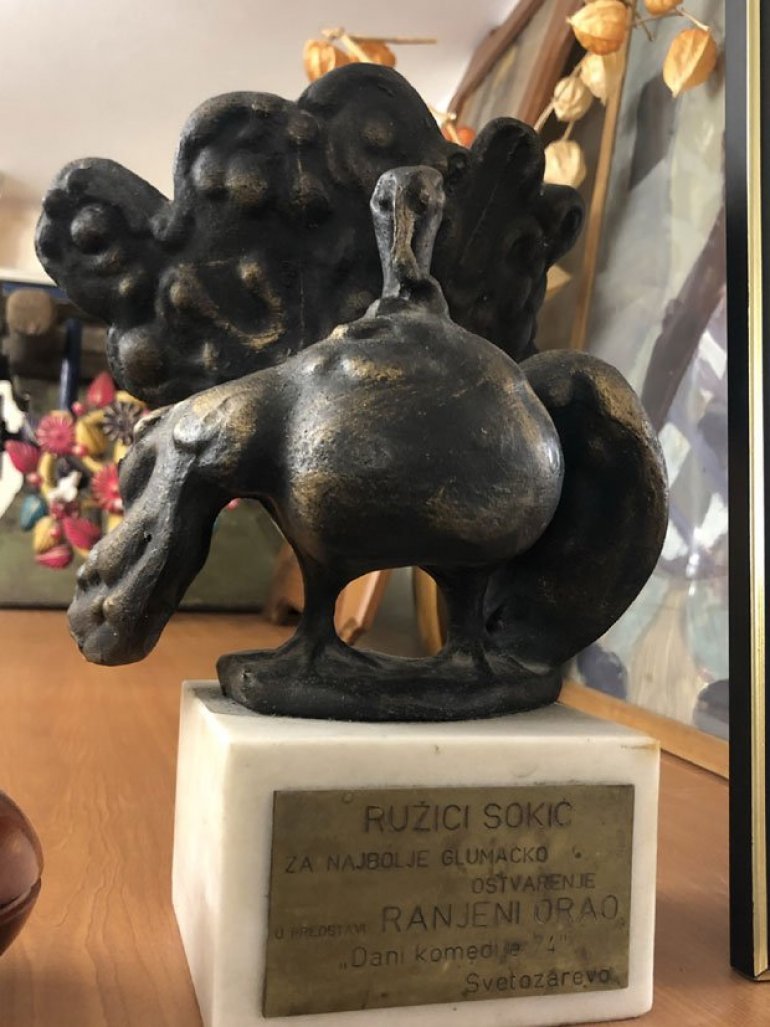 RUŽICI SOKIĆ
ZA NAJBOLJE GLUMAČKO
OSTVARENJE
U PREDSTAVI RANJENI ORAO
„Dani komedije 74"
Svetozarevo